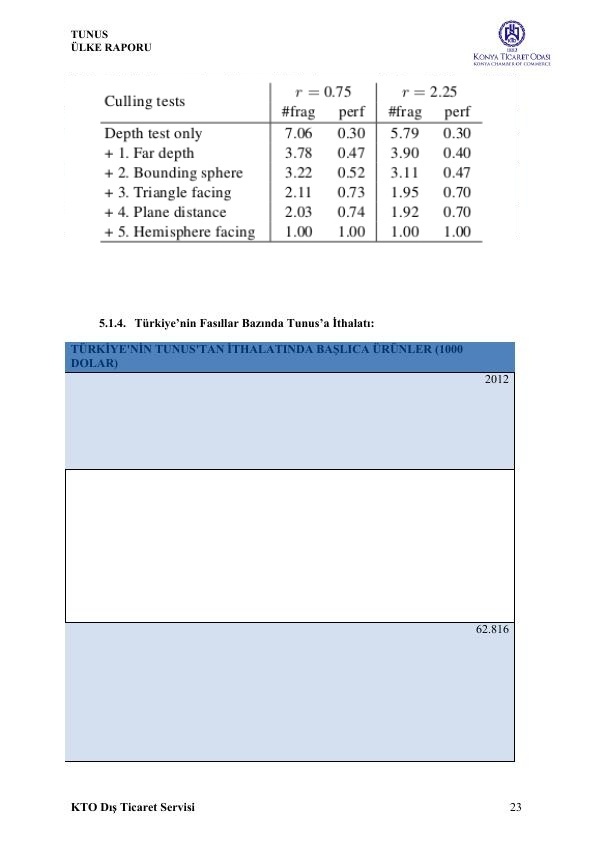 TUNUS
ÜLKE RAPORU
1882
KONYA TİCARET ODASI
KONYA CHAMBER OF COMMERCE
Culling tests r = 0.75 r = 2.25
#frag perf #frag perf
Depth test only 7.06 0.30 5.79 0.30
+ 1. Far depth 3.78 0.47 3.90 0.40
+ 2. Bounding sphere 3.22 0.52 3.11 0.47
+ 3. Triangle facing 2.11 0.73 1.95 0.70
+ 4. Plane distance 2.03 0.74 1.92 0.70
+ 5. Hemisphere facing 1.00 1.00 1.00 1.00
5.1.4. Türkiye’nin Fasıllar Bazında Tunus’a İthalatı:
TÜRKİYE'NİN TUNUS'TAN İTHALATINDA BAŞLICA ÜRÜNLER (1000
DOLAR)
2012
62.816
KTO Dış Ticaret Servisi 23